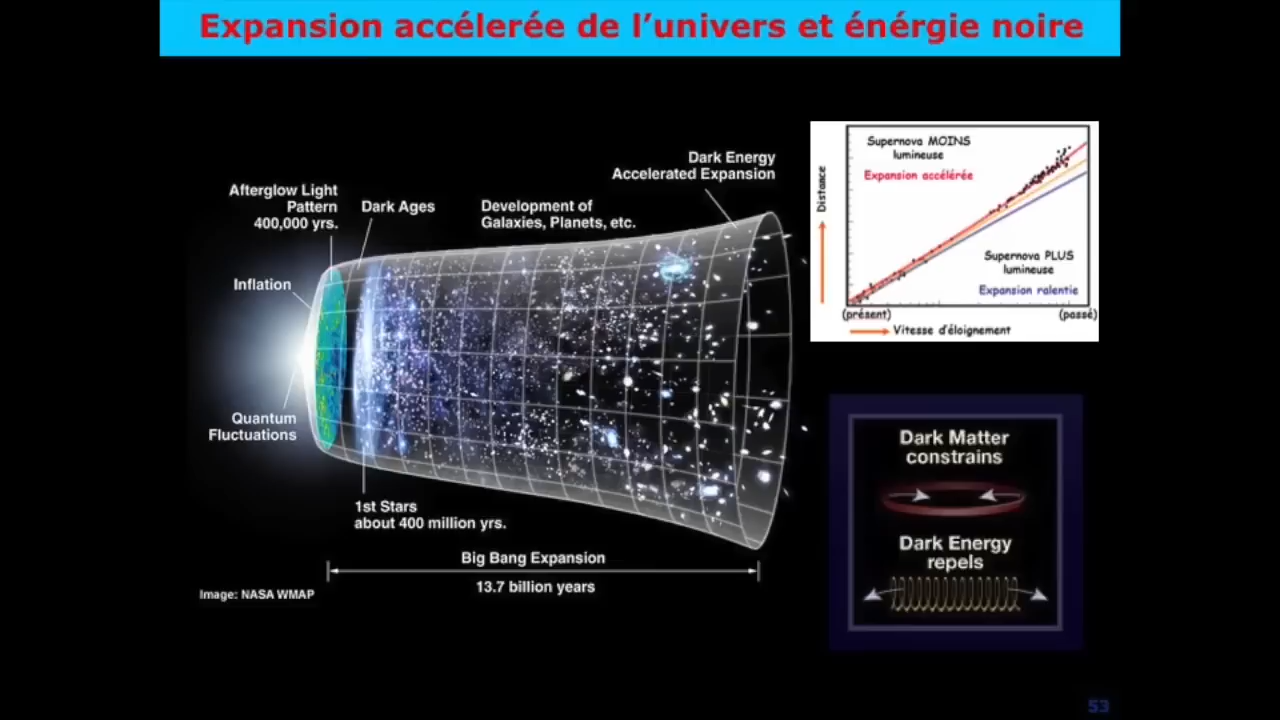 Expansion accélerée de l'univers et énérgie noire
Dark Energy
Accelerated Expansion
Afterglow Light
Pattern
400,000 yrs.
Dark Ages
Development of
Galaxies, Planets, etc.
Inflation
Quantum
Fluctuations
1st Stars
about 400 million yrs.
Big Bang Expansion
13.7 billion years
Image: NASA WMAP
Supernova MOINS
lumineuse
Expansion accélérée
Distance
Supernova PLUS
lumineuse
Expansion ralentie
(présent)
(passé)
Vitesse d'éloignement
Dark Matter
constrains
Dark Energy
repels
53